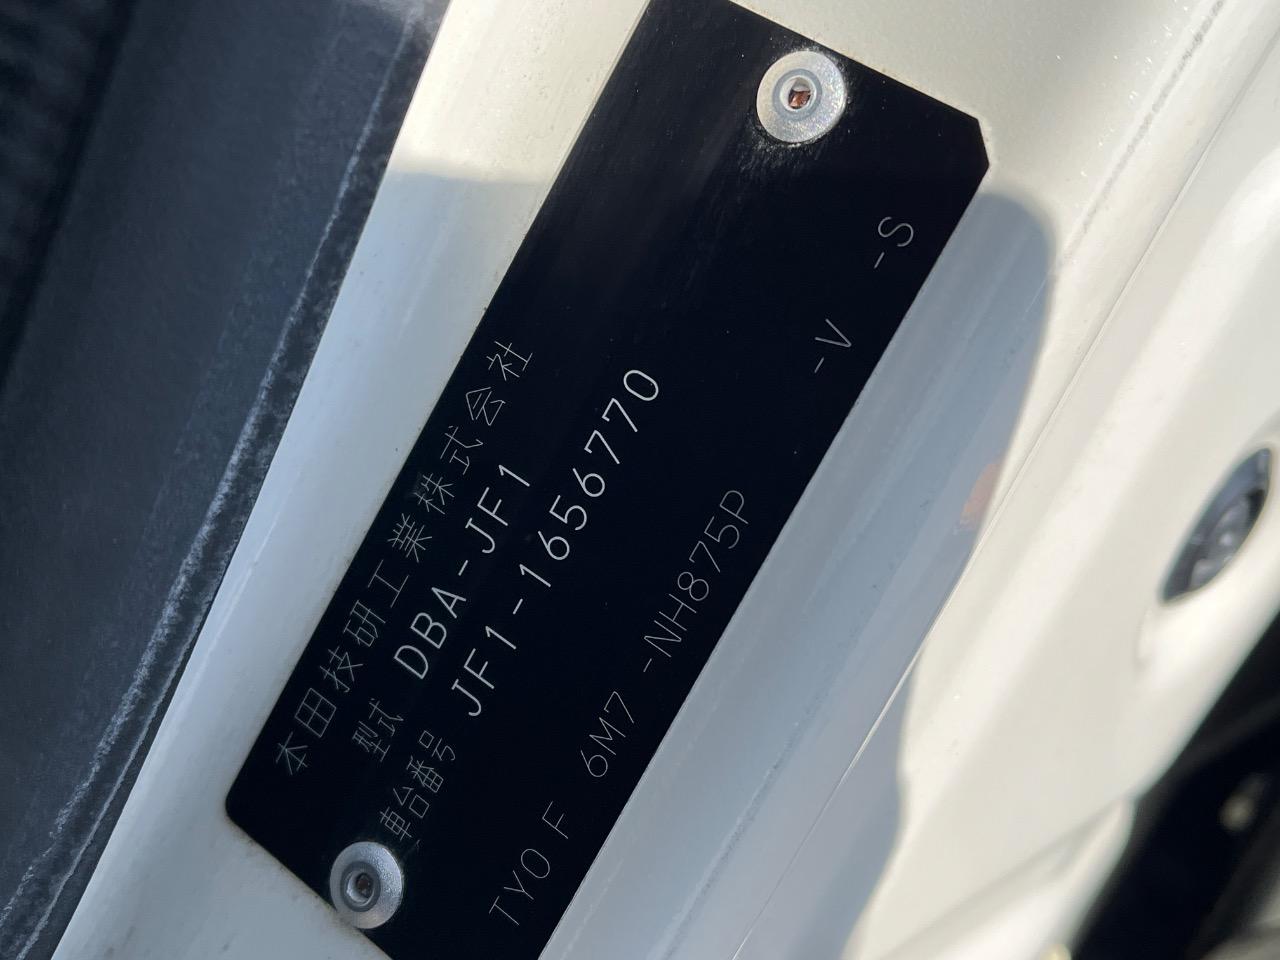 本田技研工業株式会社
型式 DBA-JF1
車台番号 JF1-1656770
TY0 F 6M7 -NH875P -V -S